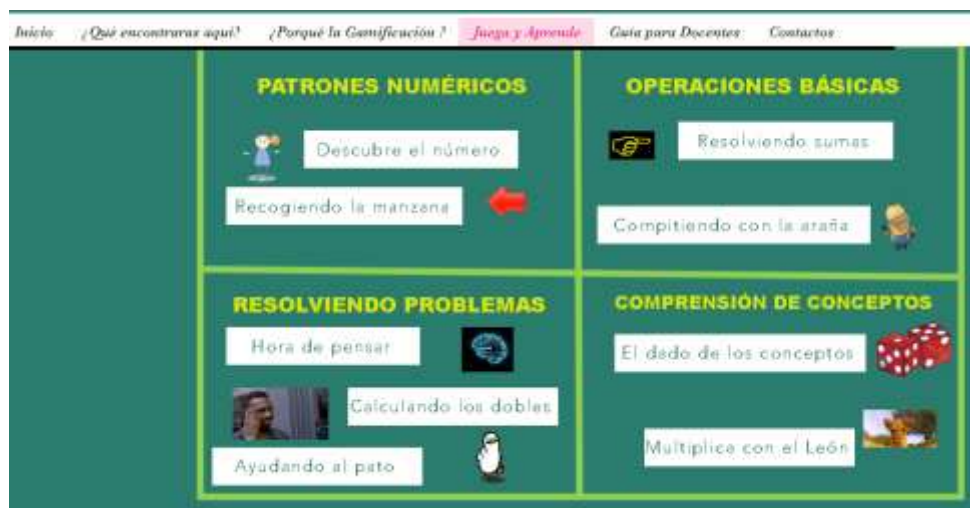 Inicio
¿Qué encontraras aquí?
¿Porqué la Gamificación ?
Juega y Aprende
Guía para Docentes
Contactos
PATRONES NUMÉRICOS
Descubre el número
Recogiendo la manzana
OPERACIONES BÁSICAS
Resolviendo sumas
Compitiendo con la araña
RESOLVIENDO PROBLEMAS
Hora de pensar
Calculando los dobles
Ayudando al pato
COMPRENSIÓN DE CONCEPTOS
El dado de los conceptos
Multiplica con el León